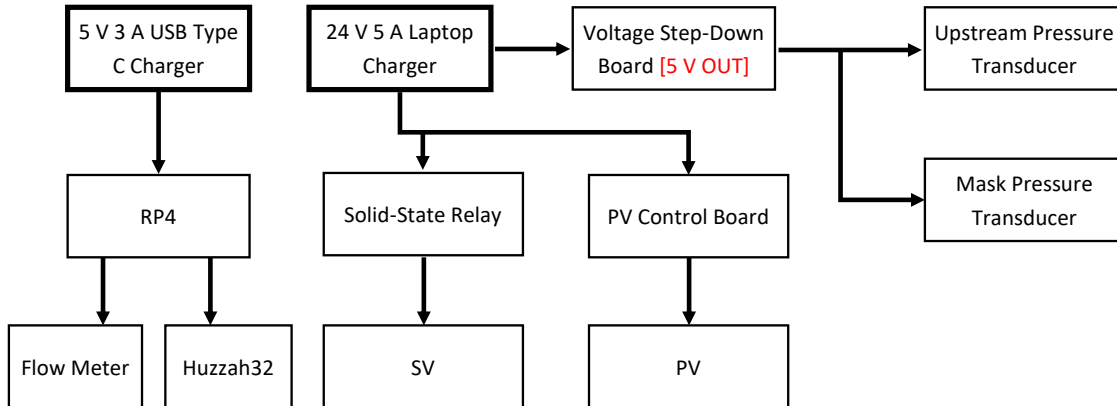 5 V 3 A USB Type
C Charger
24 V 5 A Laptop
Charger
Voltage Step-Down
Board [5 V OUT]
Upstream Pressure
Transducer
RP4
Solid-State Relay
PV Control Board
Mask Pressure
Transducer
Flow Meter
Huzzah32
SV
PV